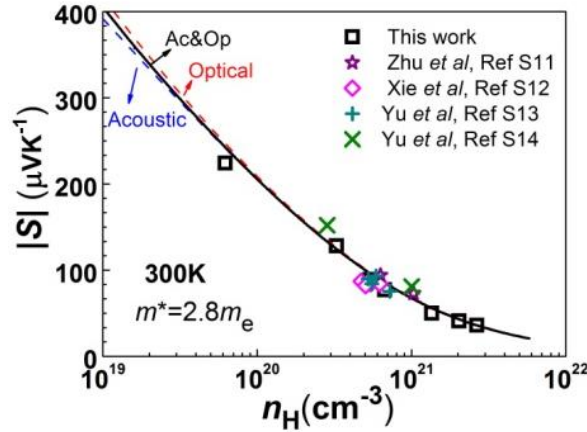 400
300
200
100
0
|S| (μVK⁻¹)
Ac&Op
Optical
Acoustic
This work
Zhu et al, Ref S11
Xie et al, Ref S12
Yu et al, Ref S13
Yu et al, Ref S14
300K
m*=2.8mₑ
10¹⁹ 10²⁰ 10²¹ 10²²
n_H(cm⁻³)